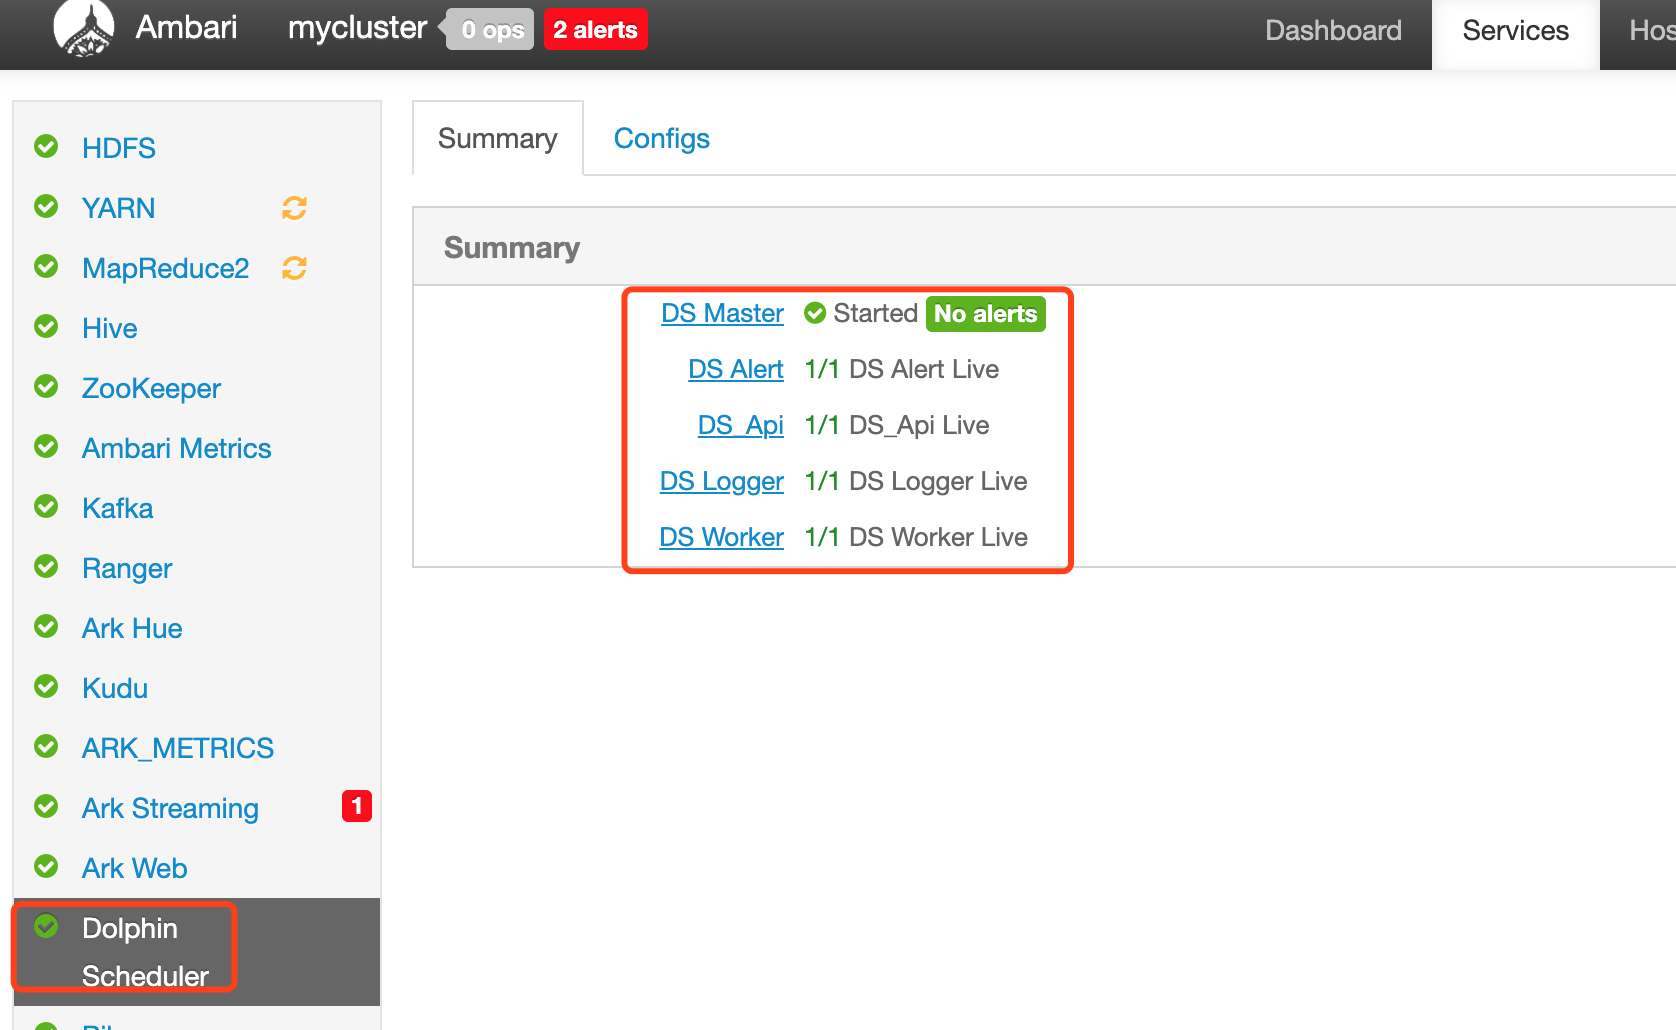 Ambari mycluster 0 ops 2 alerts Dashboard Services
HDFS
YARN
MapReduce2
Hive
ZooKeeper
Ambari Metrics
Kafka
Ranger
Ark Hue
Kudu
ARK_METRICS
Ark Streaming 1
Ark Web
Dolphin
Scheduler
Summary Configs
Summary
DS Master Started No alerts
DS Alert 1/1 DS Alert Live
DS_Api 1/1 DS_Api Live
DS Logger 1/1 DS Logger Live
DS Worker 1/1 DS Worker Live